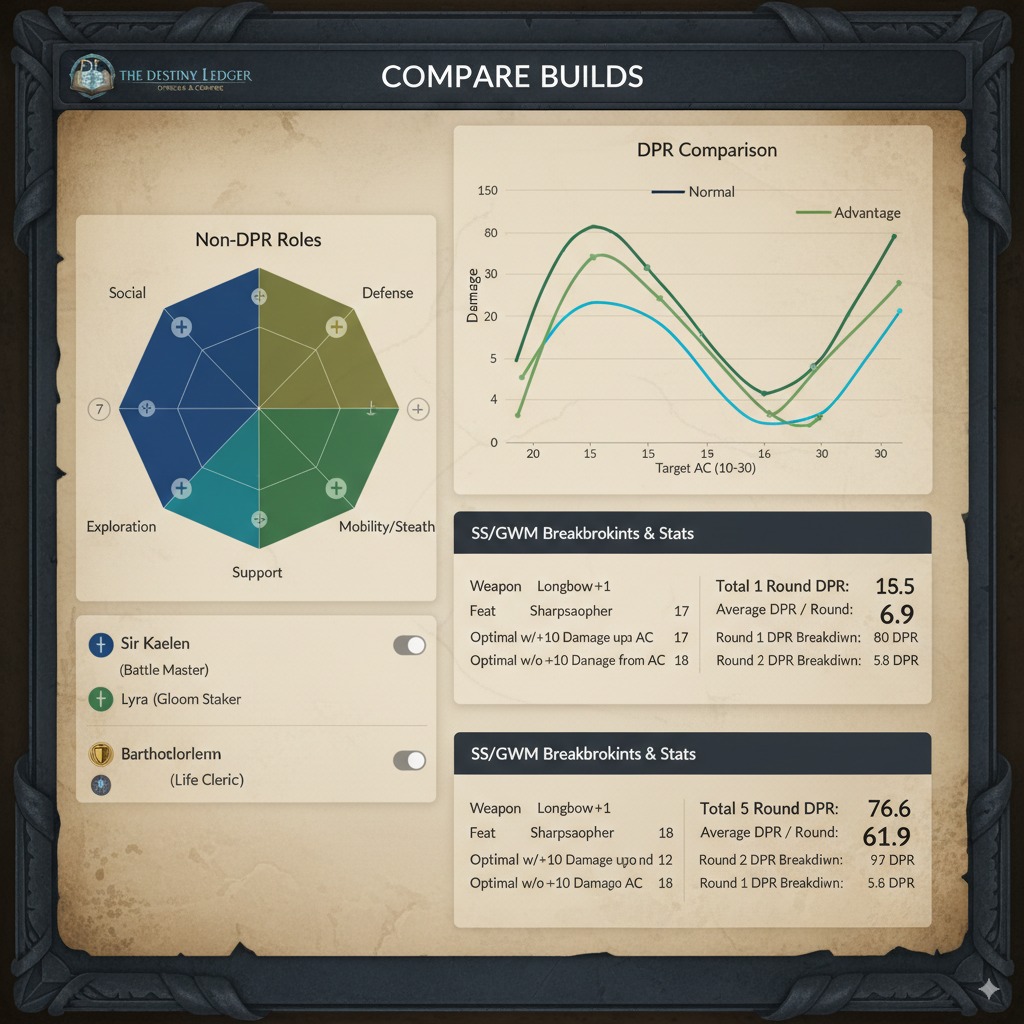 THE DESTINY LEDGER
COMPARE BUILDS
Non-DPR Roles
Social
Defense
7
Exploration
Mobility/Steath
Support
Sir Kaelen
(Battle Master)
Lyra (Gloom Staker
Barthotlorlem
(Life Cleric)
DPR Comparison
Normal
Advantage
Damage
150
80
30
20
5
4
0
20 15 15 19 16 30 30
Target AC (10-30)
SS/GWM Breakbrokints & Stats
Weapon Longbow+1
Feat Sharpsaopher 17
Optimal w/+10 Damage upa AC 17
Optimal w/o +10 Danage from AC 18
Total 1 Round DPR: 15.5
Average DPR / Round: 6.9
Round 1 DPR Breakdiwn: 80 DPR
Round 2 DPR Breakdiwn: 5.8 DPR
SS/GWM Breakbrokints & Stats
Weapon Longbow+1
Feat Sharpsaopher 18
Optimal w/+10 Damage upo nd 12
Optimal w/o +10 Damago AC 18
Total 5 Round DPR: 76.6
Average DPR / Round: 61.9
Round 2 DPR Breakdiwn: 97 DPR
Round 1 DPR Breakdiwn: 5.6 DPR